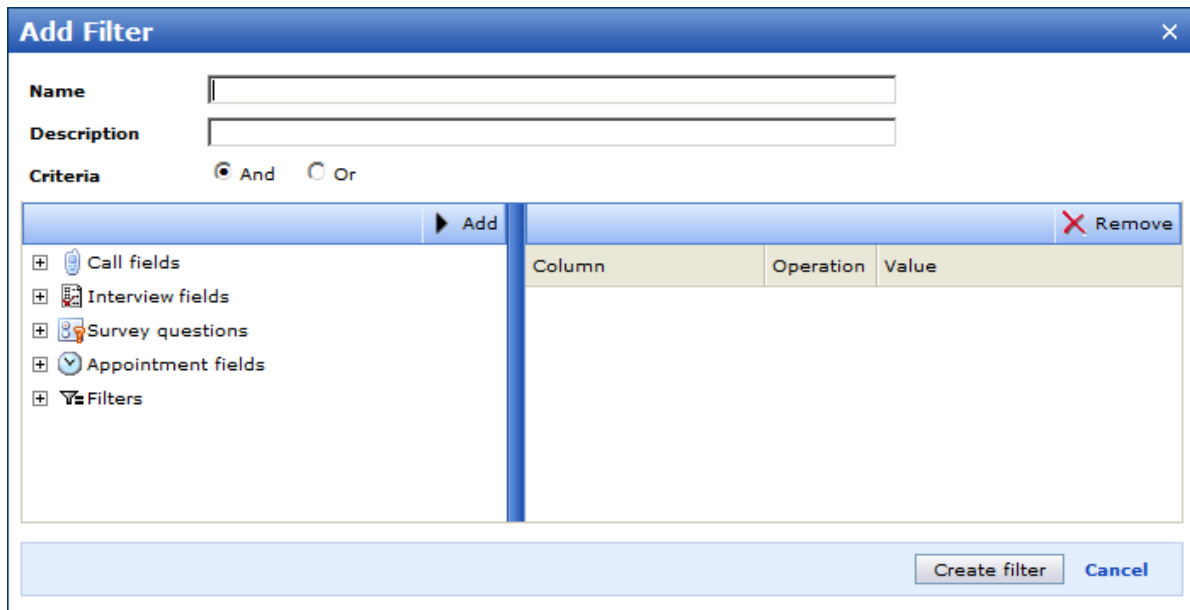 Add Filter
Name
Description
Criteria And Or
Add Remove
Call fields
Interview fields
Survey questions
Appointment fields
Filters
Column Operation Value
Create filter Cancel